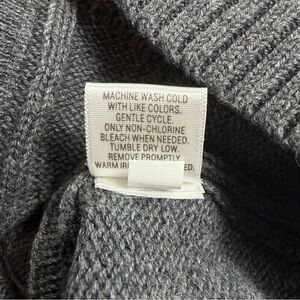 MACHINE WASH COLD
WITH LIKE COLORS.
GENTLE CYCLE.
ONLY NON-CHLORINE
BLEACH WHEN NEEDED.
TUMBLE DRY LOW.
REMOVE PROMPTLY
WARM